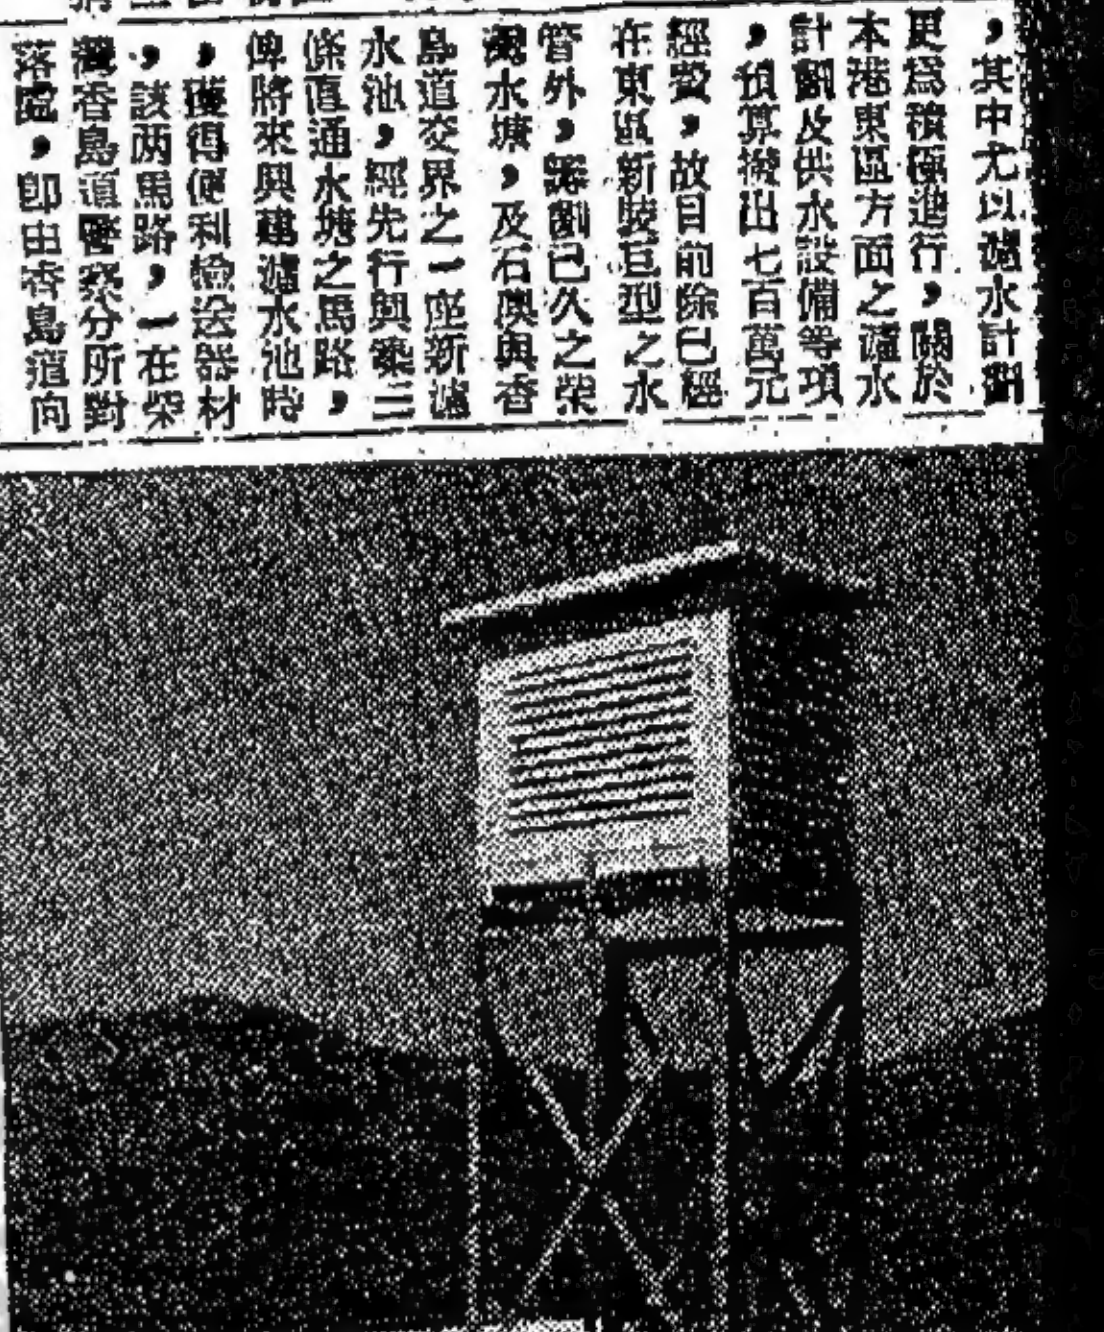 ，其中尤以濾水計劃
更為積極進行，關於
本港東區方面之濾水
計劃及供水設備等項
，預算撥出七百萬元
經費，故目前除已經
在東區新裝巨型之水
管外，籌劃已久之柴
灣水塘，及石澳與香
島道交界之一座新濾
水池，經先行興築三
條直通水塘之馬路，
俾將來興建濾水池時
，獲得便利檢送器材
，該两馬路，一在柴
灣香島道警察分所對
落區，卽由香島道向